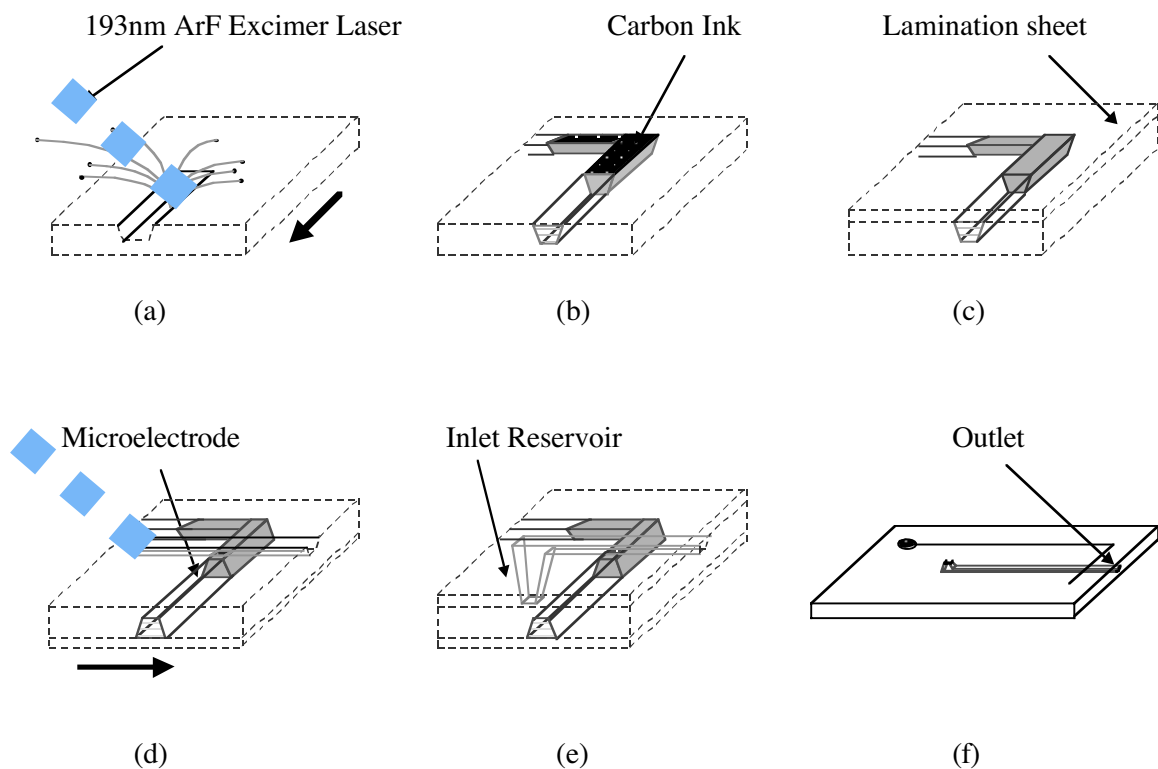 193nm ArF Excimer Laser
Carbon Ink
Lamination sheet
(a)
(b)
(c)
Microelectrode
Inlet Reservoir
Outlet
(d)
(e)
(f)